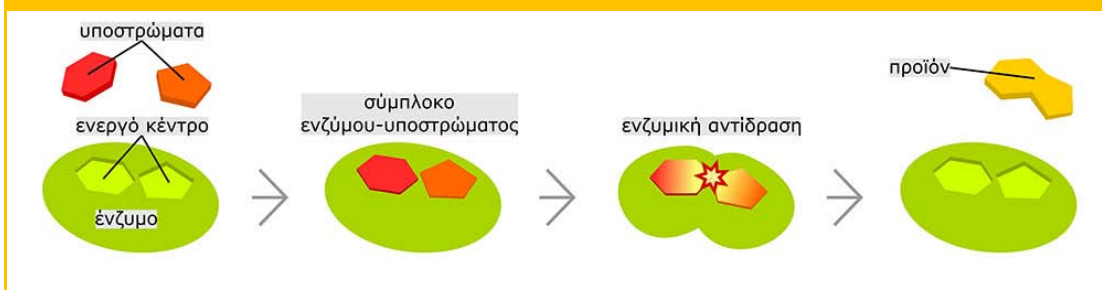 υποστρώματα
ενεργό κέντρο
ένζυμο
σύμπλοκο
ενζύμου-υποστρώματος
ενζυμική αντίδραση
προϊόν